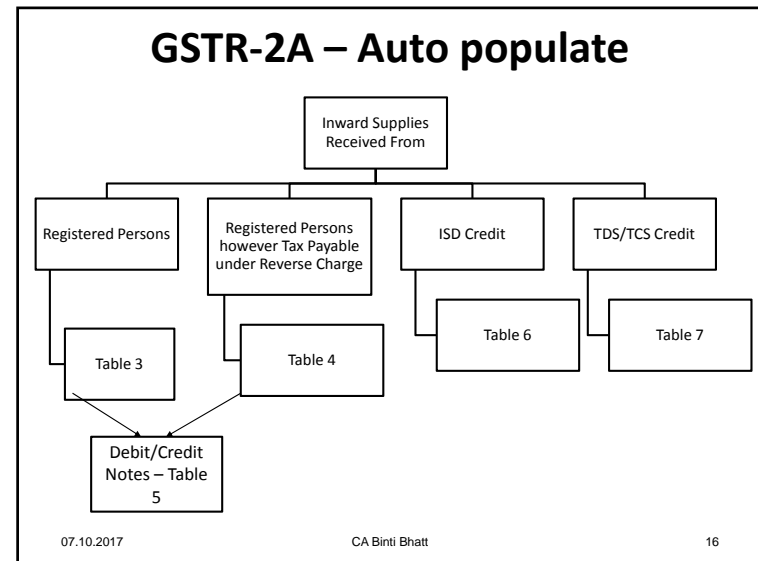 GSTR-2A – Auto populate
Inward Supplies
Received From
Registered Persons
Registered Persons
however Tax Payable
under Reverse Charge
ISD Credit
TDS/TCS Credit
Table 3
Table 4
Table 6
Table 7
Debit/Credit
Notes – Table
5
07.10.2017
CA Binti Bhatt
16